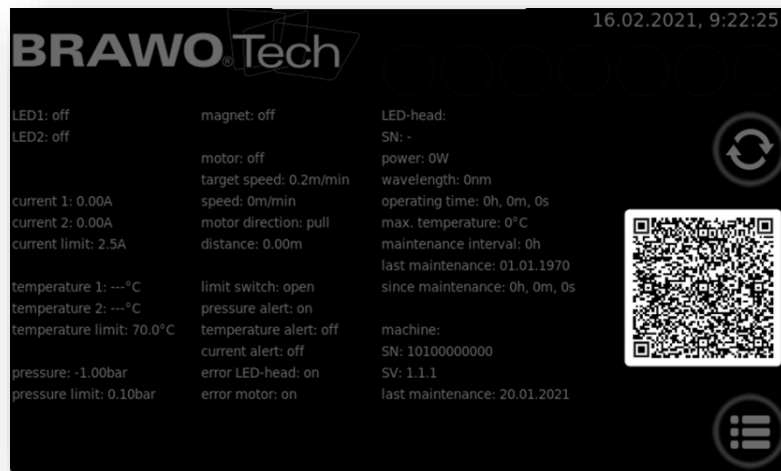 16.02.2021, 9:22:25
BRAWO® Tech
LED1: off
LED2: off
current 1: 0.00A
current 2: 0.00A
current limit: 2.5A
temperature 1: ---°C
temperature 2: ---°C
temperature limit: 70.0°C
pressure: -1.00bar
pressure limit: 0.10bar
magnet: off
motor: off
target speed: 0.2m/min
speed: 0m/min
motor direction: pull
distance: 0.00m
limit switch: open
pressure alert: on
temperature alert: off
current alert: off
error LED-head: on
error motor: on
LED-head:
SN: -
power: 0W
wavelength: 0nm
operating time: 0h, 0m, 0s
max. temperature: 0°C
maintenance interval: 0h
last maintenance: 01.01.1970
since maintenance: 0h, 0m, 0s
machine:
SN: 10100000000
SV: 1.1.1
last maintenance: 20.01.2021